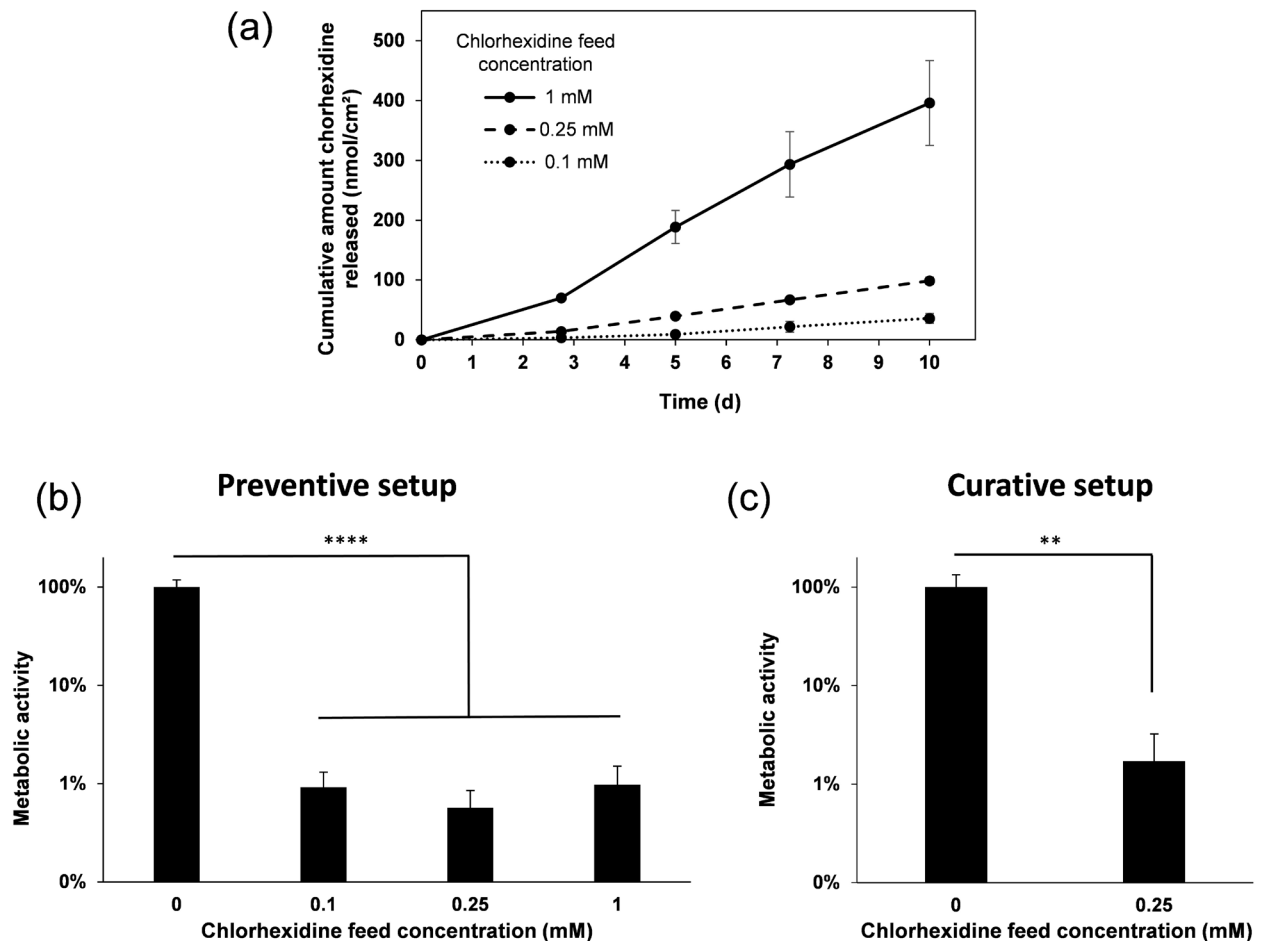 (a)
Cumulative amount chorhexidine
released (nmol/cm²)
500
400
300
200
100
0
Chlorhexidine feed
concentration
1 mM
0.25 mM
0.1 mM
0 1 2 3 4 5 6 7 8 9 10
Time (d)
(b)
Preventive setup
****
Metabolic activity
100%
10%
1%
0%
0 0.1 0.25 1
Chlorhexidine feed concentration (mM)
(c)
Curative setup
**
Metabolic activity
100%
10%
1%
0%
0 0.25
Chlorhexidine feed concentration (mM)